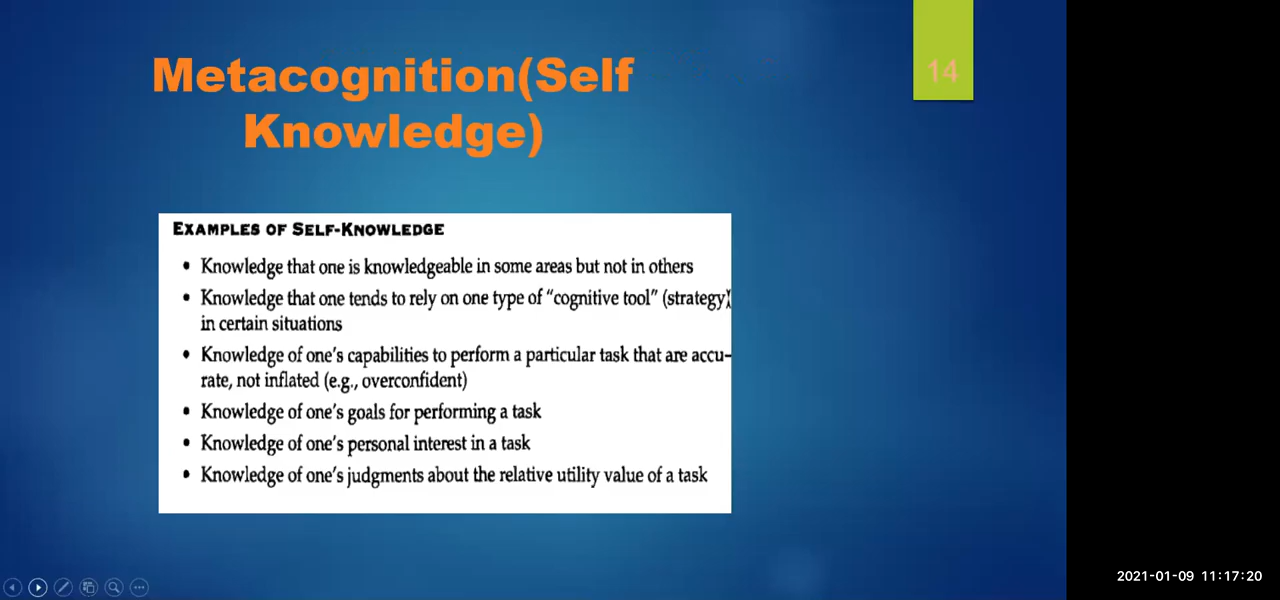 Metacognition(Self
Knowledge)
14
EXAMPLES OF SELF-KNOWLEDGE
• Knowledge that one is knowledgeable in some areas but not in others
• Knowledge that one tends to rely on one type of “cognitive tool” (strategy)
in certain situations
• Knowledge of one’s capabilities to perform a particular task that are accu-
rate, not inflated (e.g., overconfident)
• Knowledge of one’s goals for performing a task
• Knowledge of one’s personal interest in a task
• Knowledge of one’s judgments about the relative utility value of a task
2021-01-09 11:17:20